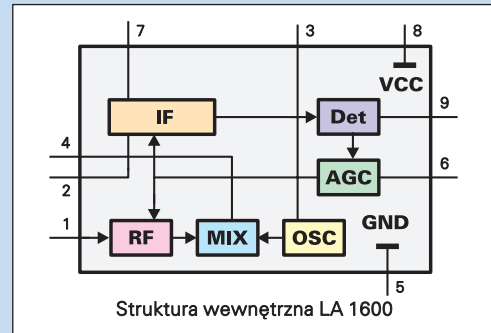 7 3 8
VCC
IF Det 9
4
AGC 6
2
GND
1 RF MIX OSC
5
Struktura wewnętrzna LA 1600